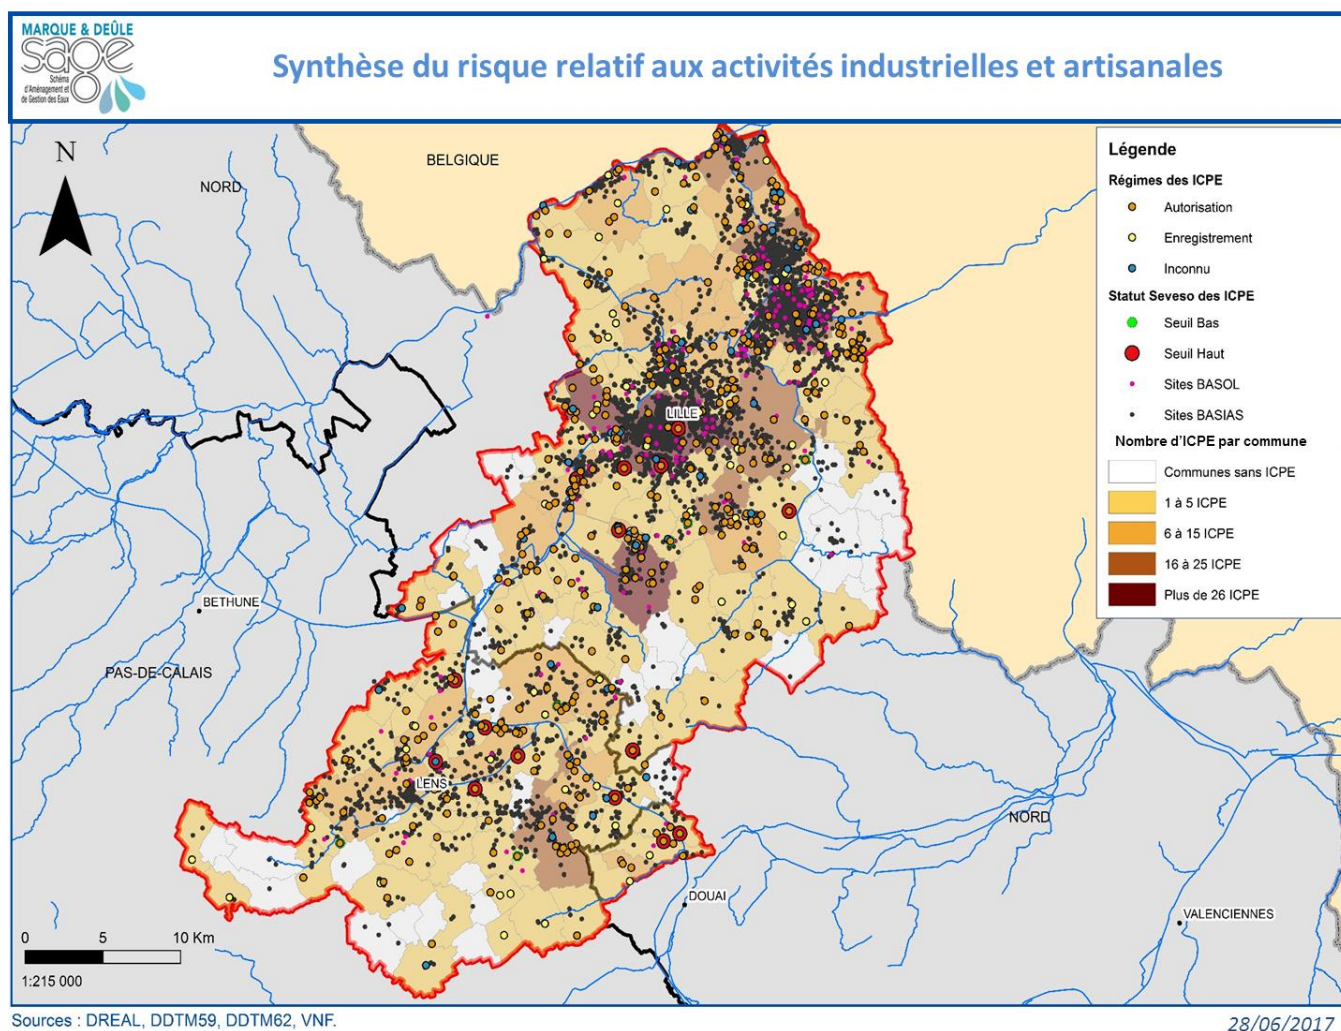 MARQUE & DEÛLE
sage
Schéma
d'Aménagement et
de Gestion des Eaux
Synthèse du risque relatif aux activités industrielles et artisanales
N
BELGIQUE
NORD
LILLE
BETHUNE
PAS-DE-CALAIS
LENS
NORD
DOUAI
VALENCIENNES
0 5 10 Km
1:215 000
Légende
Régimes des ICPE
Autorisation
Enregistrement
Inconnu
Statut Seveso des ICPE
Seuil Bas
Seuil Haut
Sites BASOL
Sites BASIAS
Nombre d'ICPE par commune
Communes sans ICPE
1 à 5 ICPE
6 à 15 ICPE
16 à 25 ICPE
Plus de 26 ICPE
Sources : DREAL, DDTM59, DDTM62, VNF.
28/06/2017